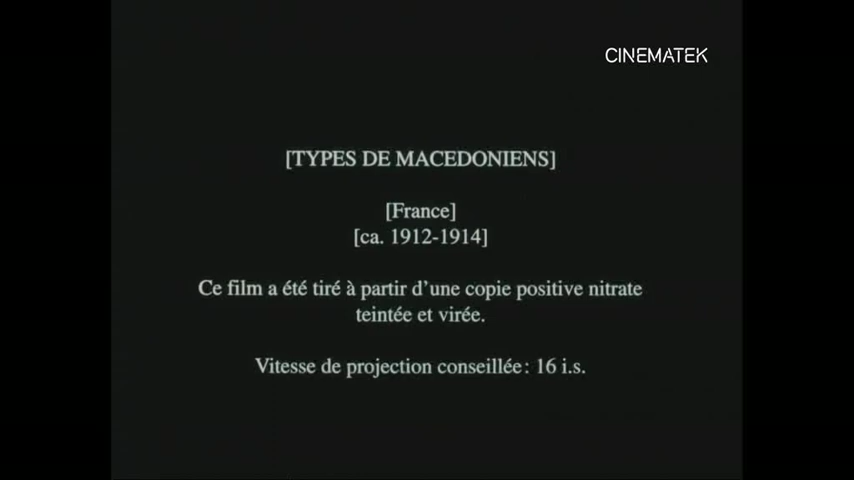 CINEMATEK
[TYPES DE MACEDONIENS]
[France]
[ca. 1912-1914]
Ce film a été tiré à partir d'une copie positive nitrate
teintée et virée.
Vitesse de projection conseillée : 16 i.s.